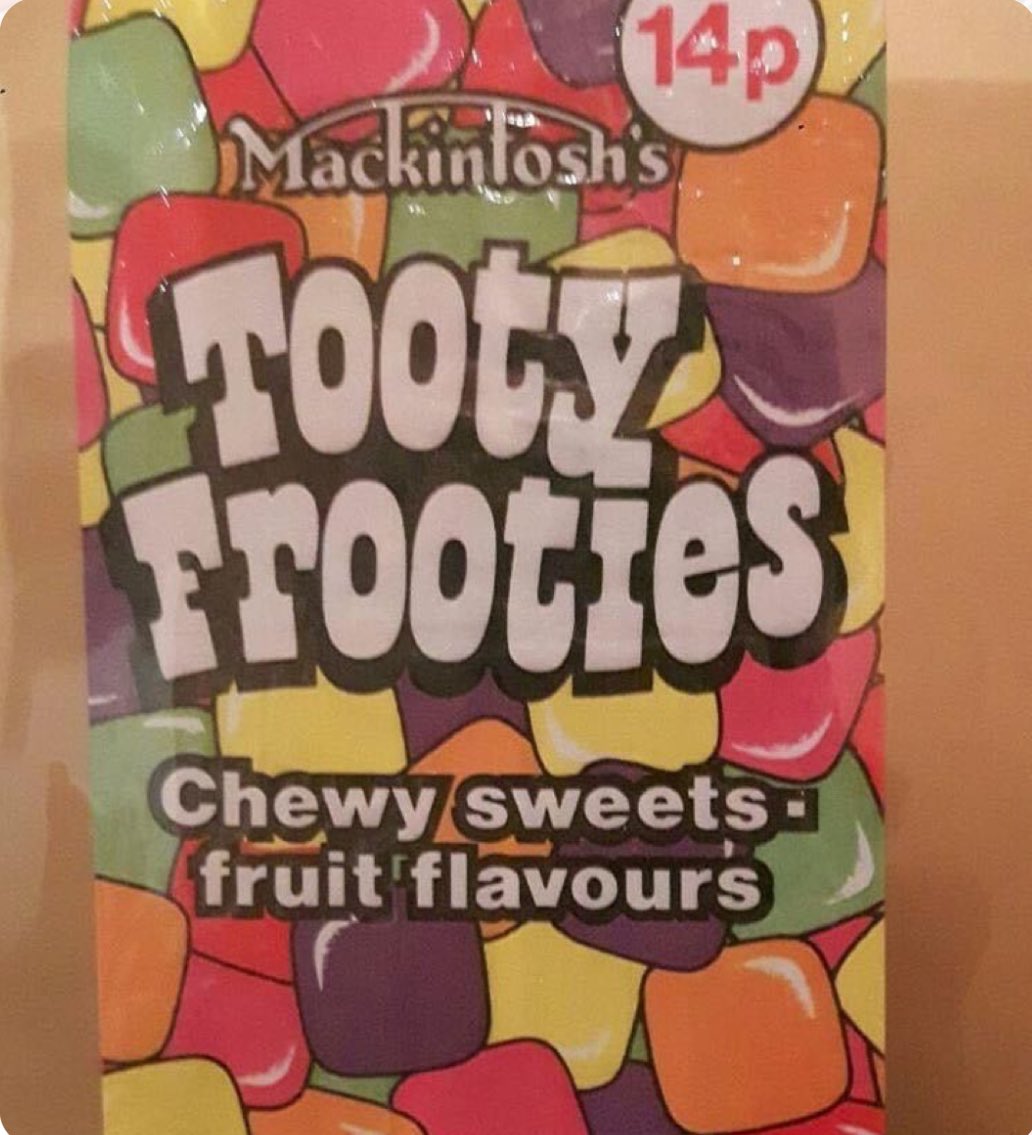 14p
Mackintosh's
Tooty
Frooties
Chewy sweets·
fruit flavours